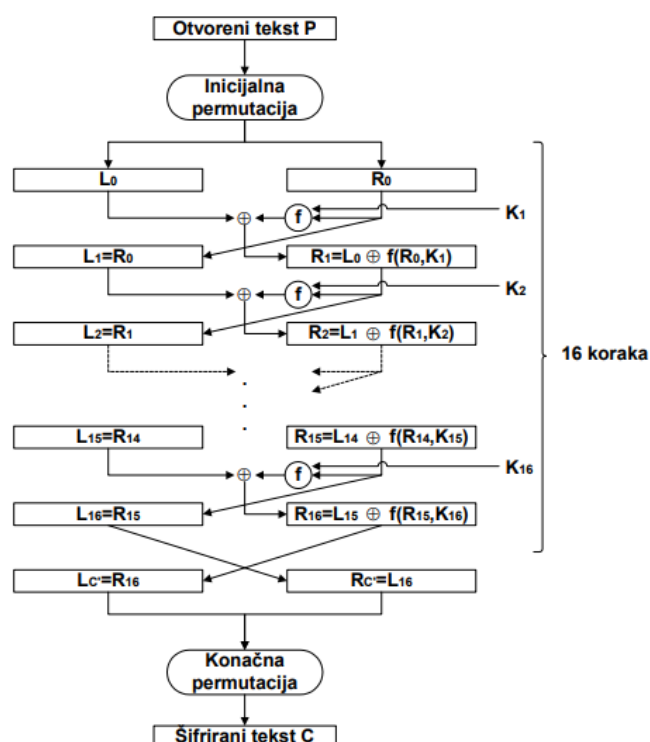 Otvoreni tekst P
Inicijalna
permutacija
L₀ R₀
⊕ f K₁
L₁=R₀ R₁=L₀ ⊕ f(R₀,K₁)
⊕ f K₂
L₂=R₁ R₂=L₁ ⊕ f(R₁,K₂)
16 koraka
L₁₅=R₁₄ R₁₅=L₁₄ ⊕ f(R₁₄,K₁₅)
⊕ f K₁₆
L₁₆=R₁₅ R₁₆=L₁₅ ⊕ f(R₁₅,K₁₆)
LC'=R₁₆ RC'=L₁₆
Konačna
permutacija
Šifrirani tekst C